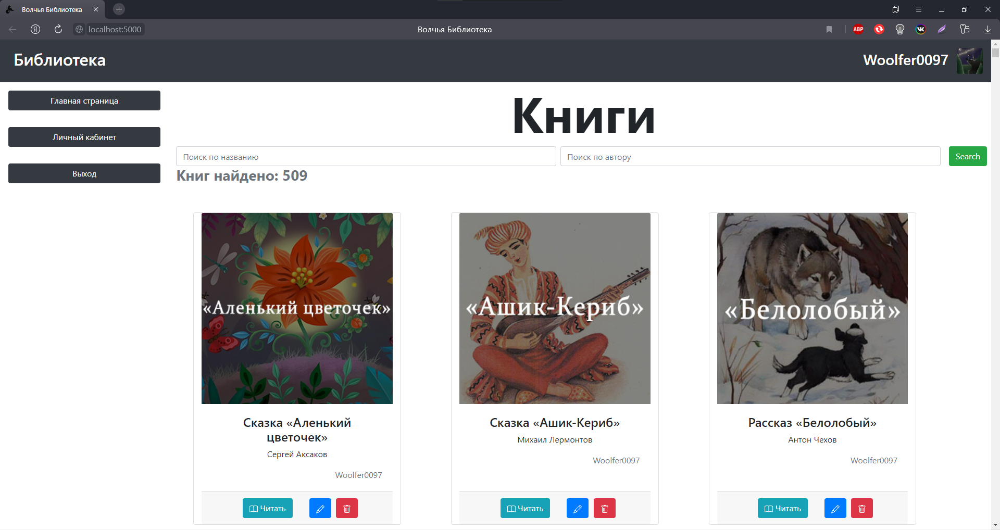 Волчья Библиотека
Я
localhost:5000
Волчья Библиотека
ABP
Библиотека
Woolfer0097
Главная страница
Личный кабинет
Выход
Книги
Поиск по названию
Поиск по автору
Search
Книг найдено: 509
«Аленький цветочек»
«Ашик-Кериб»
«Белолобый»
Сказка «Аленький
цветочек»
Сергей Аксаков
Woolfer0097
Читать
Сказка «Ашик-Кериб»
Михаил Лермонтов
Woolfer0097
Читать
Рассказ «Белолобый»
Антон Чехов
Woolfer0097
Читать